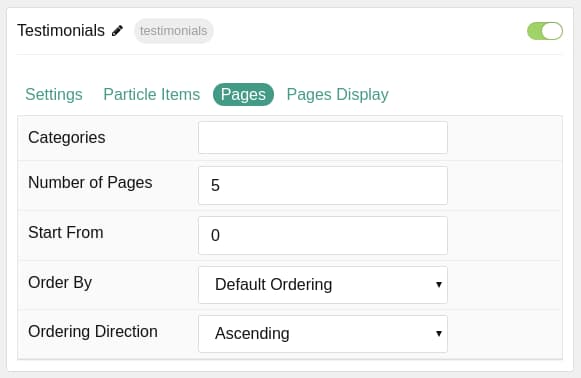 Testimonials testimonials
Settings Particle Items Pages Pages Display
Categories
Number of Pages 5
Start From 0
Order By Default Ordering
Ordering Direction Ascending